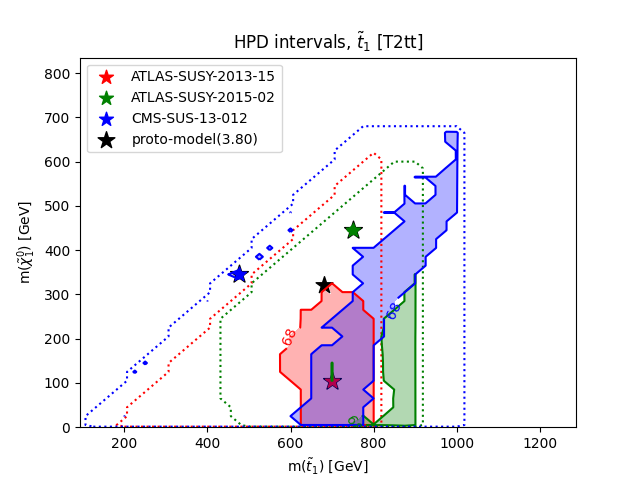 HPD intervals, t̃₁ [T2tt]
ATLAS-SUSY-2013-15
ATLAS-SUSY-2015-02
CMS-SUS-13-012
proto-model(3.80)
m(χ̃₁⁰) [GeV]
800
700
600
500
400
300
200
100
0
68
68
200
400
600
800
1000
1200
m(t̃₁) [GeV]